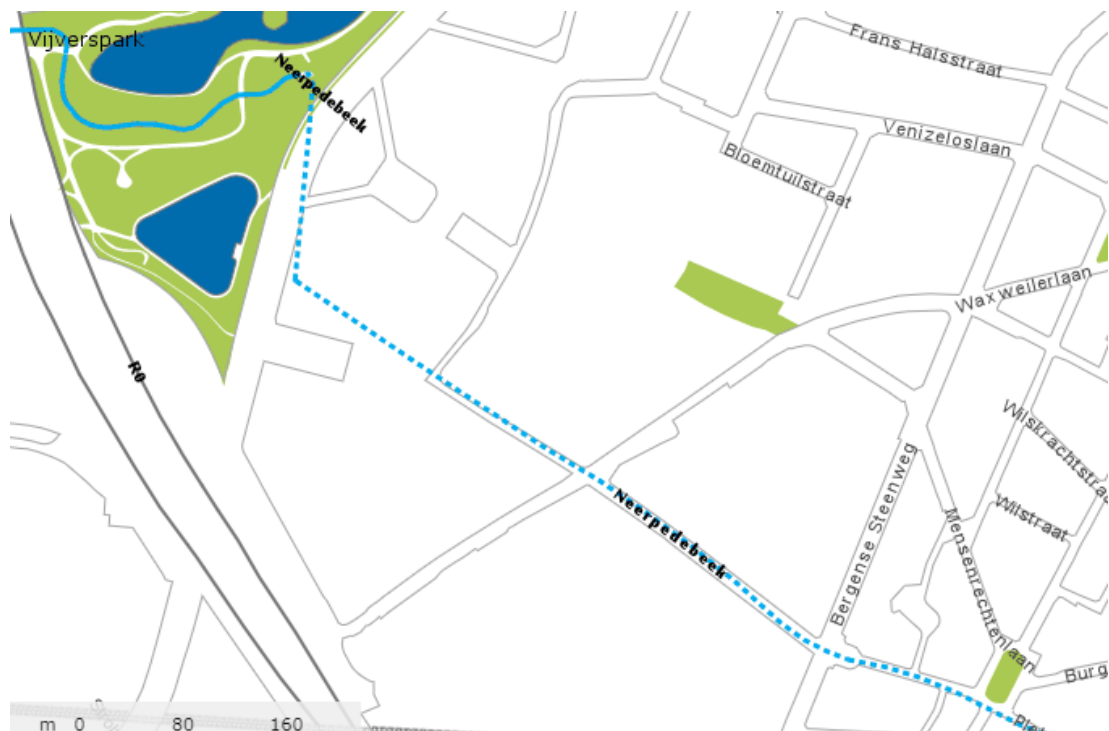 Vijverspark
Neerpedebeek
Frans Halsstraat
Venizeloslaan
Bloemtuilstraat
Waxweilerlaan
R0
Wilskrachtstraa
Bergense Steenweg
Neerpedebeek
Wilstraat
Mensenrechtenlaan
Burg
m 0 80 160